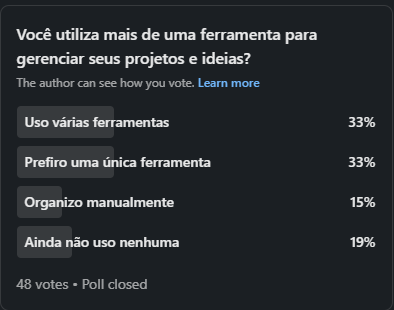 Você utiliza mais de uma ferramenta para
gerenciar seus projetos e ideias?
The author can see how you vote. Learn more
Uso várias ferramentas 33%
Prefiro uma única ferramenta 33%
Organizo manualmente 15%
Ainda não uso nenhuma 19%
48 votes • Poll closed